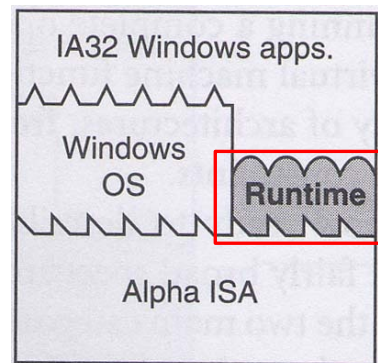 IA32 Windows apps.
Windows
OS
Runtime
Alpha ISA